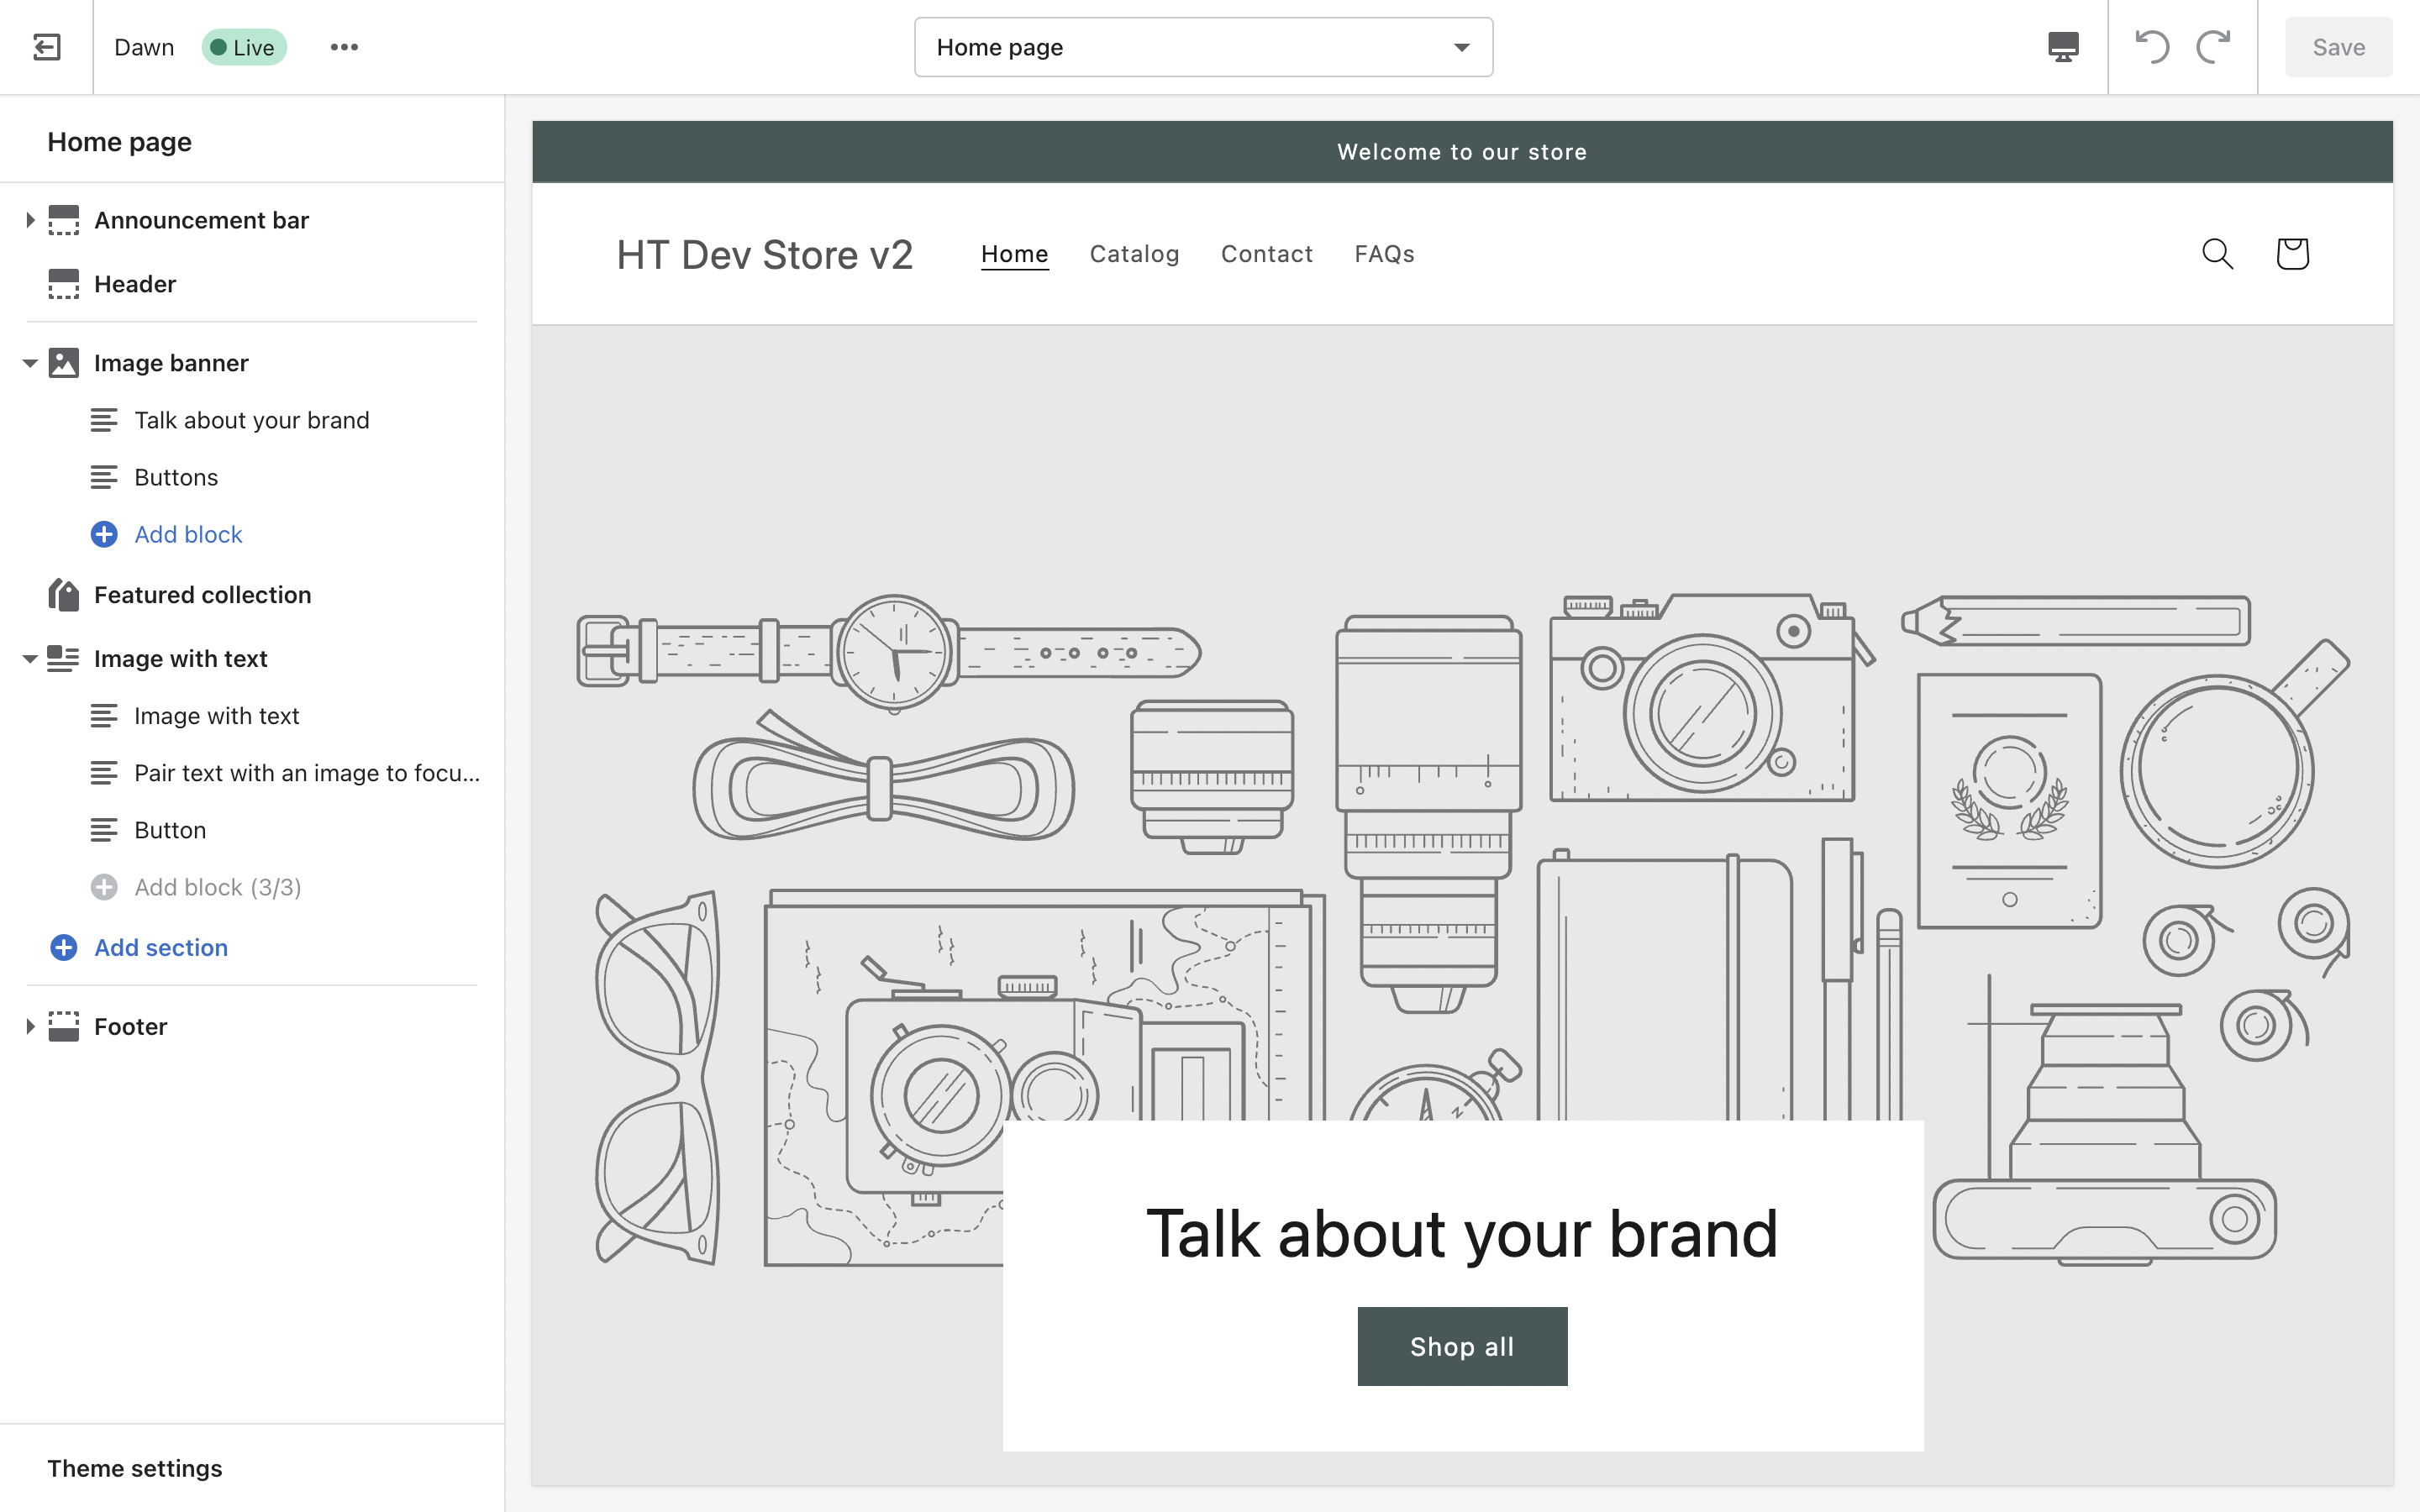 Dawn
Live
Home page
Save
Home page
Announcement bar
Header
Image banner
Talk about your brand
Buttons
Add block
Featured collection
Image with text
Image with text
Pair text with an image to focu...
Button
Add block (3/3)
Add section
Footer
Theme settings
Welcome to our store
HT Dev Store v2
Home
Catalog
Contact
FAQs
Talk about your brand
Shop all